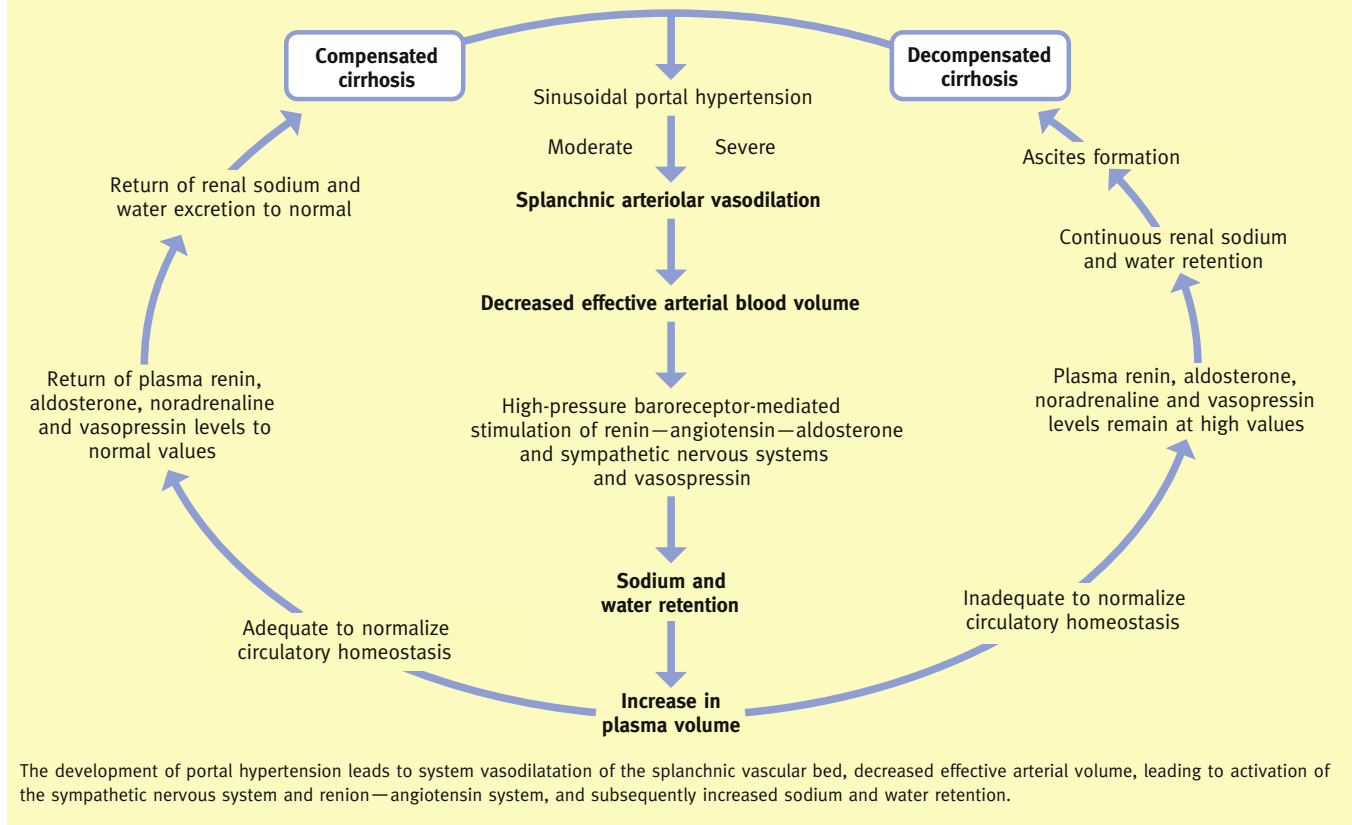 Compensated
cirrhosis
Decompensated
cirrhosis
Sinusoidal portal hypertension
Moderate
Severe
Splanchnic arteriolar vasodilation
Decreased effective arterial blood volume
High-pressure baroreceptor-mediated
stimulation of renin—angiotensin—aldosterone
and sympathetic nervous systems
and vasospressin
Sodium and
water retention
Increase in
plasma volume
Adequate to normalize
circulatory homeostasis
Return of plasma renin,
aldosterone, noradrenaline
and vasopressin levels to
normal values
Return of renal sodium and
water excretion to normal
Inadequate to normalize
circulatory homeostasis
Plasma renin, aldosterone,
noradrenaline and vasopressin
levels remain at high values
Continuous renal sodium
and water retention
Ascites formation
The development of portal hypertension leads to system vasodilatation of the splanchnic vascular bed, decreased effective arterial volume, leading to activation of
the sympathetic nervous system and renion—angiotensin system, and subsequently increased sodium and water retention.